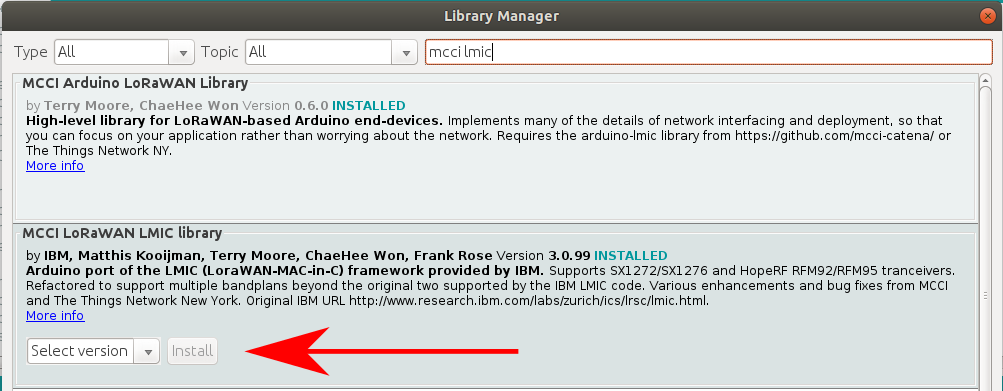 Library Manager
Type All Topic All mcci lmic
MCCI Arduino LoRaWAN Library
by Terry Moore, ChaeHee Won Version 0.6.0 INSTALLED
High-level library for LoRaWAN-based Arduino end-devices. Implements many of the details of network interfacing and deployment, so that
you can focus on your application rather than worrying about the network. Requires the arduino-lmic library from https://github.com/mcci-catena/ or
The Things Network NY.
More info
MCCI LoRaWAN LMIC library
by IBM, Matthis Kooijman, Terry Moore, ChaeHee Won, Frank Rose Version 3.0.99 INSTALLED
Arduino port of the LMIC (LoraWAN-MAC-in-C) framework provided by IBM. Supports SX1272/SX1276 and HopeRF RFM92/RFM95 tranceivers.
Refactored to support multiple bandplans beyond the original two supported by the IBM LMIC code. Various enhancements and bug fixes from MCCI
and The Things Network New York. Original IBM URL http://www.research.ibm.com/labs/zurich/ics/lrsc/lmic.html.
More info
Select version Install